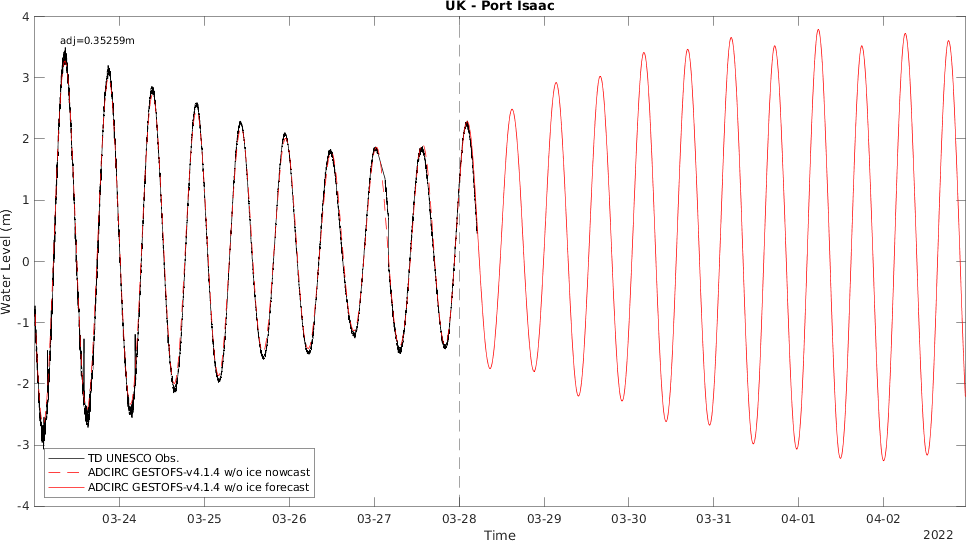 UK - Port Isaac
adj=0.35259m
4
3
2
1
0
-1
-2
-3
-4
Water Level (m)
TD UNESCO Obs.
ADCIRC GESTOFS-v4.1.4 w/o ice nowcast
ADCIRC GESTOFS-v4.1.4 w/o ice forecast
03-24 03-25 03-26 03-27 03-28 03-29 03-30 03-31 04-01 04-02
Time
2022